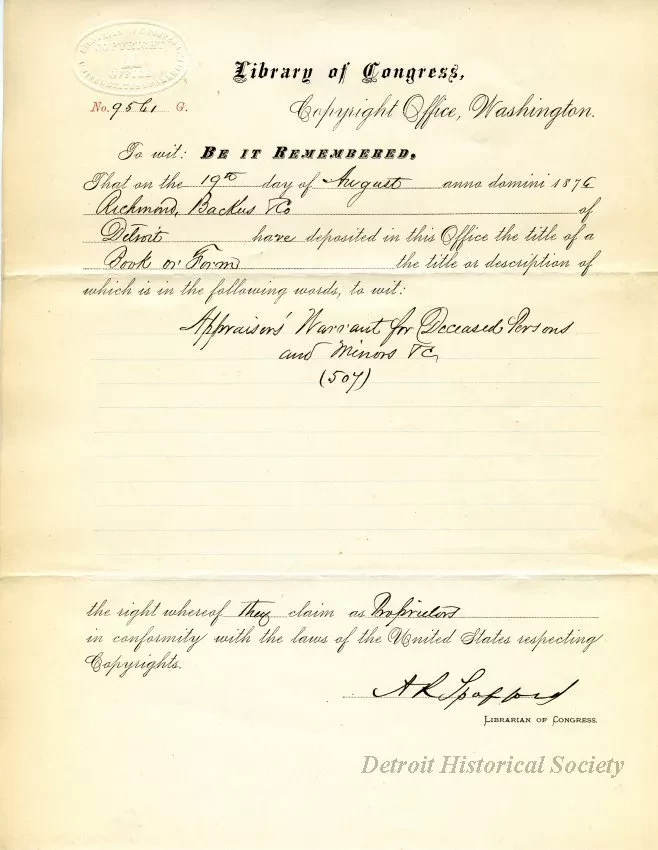 COPYRIGHT
OFFICE
Library of Congress,
No. 9561 G.
Copyright Office, Washington.
To wit: BE IT REMEMBERED,
That on the 19th day of August anno domini 1876
Richmond, Backus & Co of
Detroit have deposited in this Office the title of a
Book or Form the title or description of
which is in the following words, to wit:
Appraisers' Warrant for Deceased Persons
and Minors &c,
(507)
the right whereof they claim as Proprietors
in conformity with the laws of the United States respecting
Copyrights.
A R Spofford
LIBRARIAN OF CONGRESS.
Detroit Historical Society